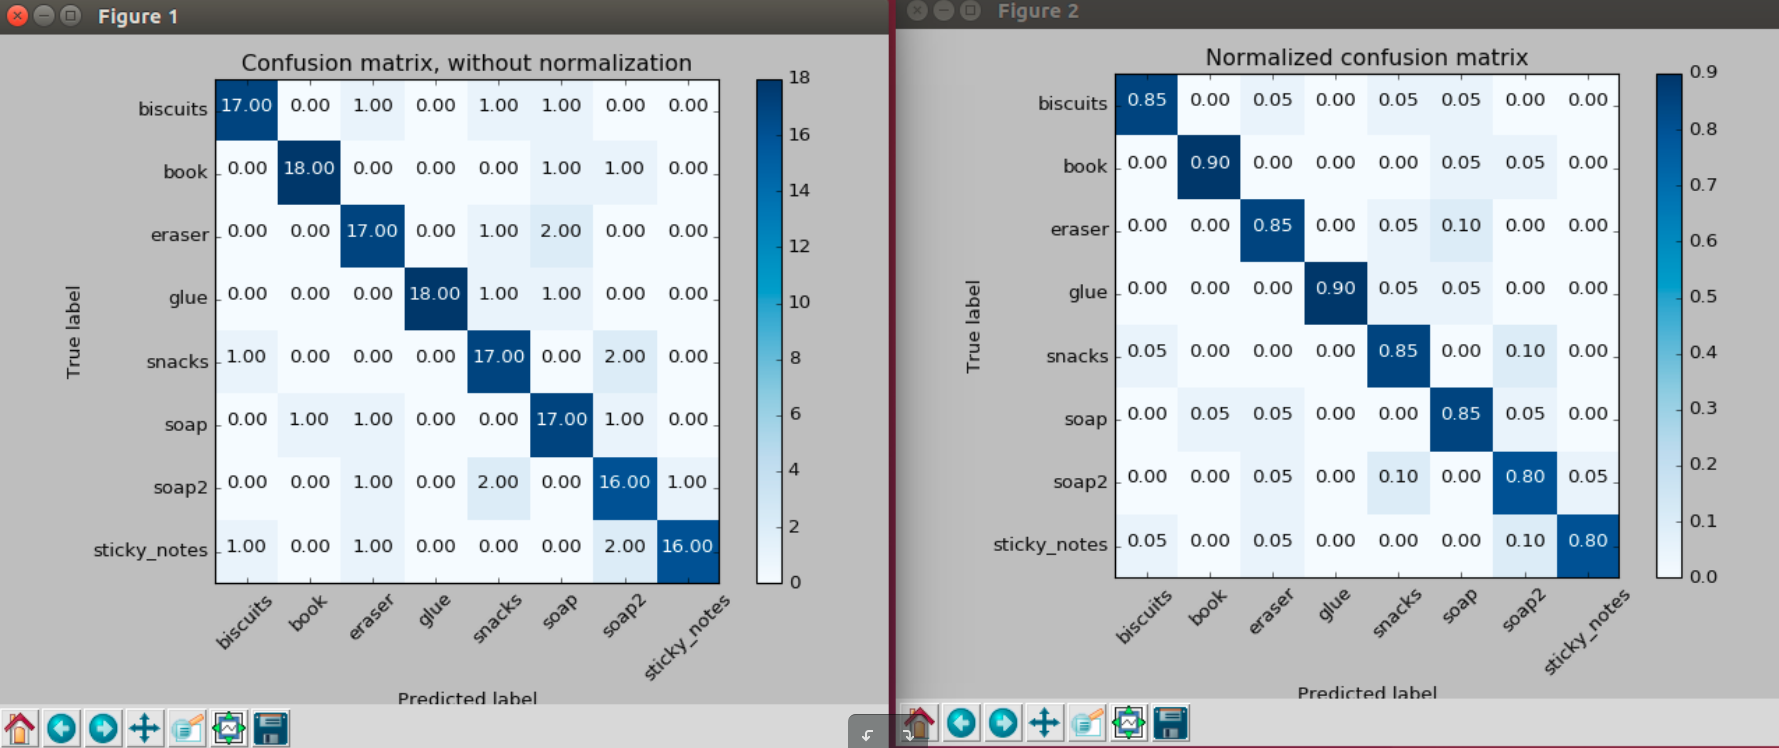 Figure 1
Confusion matrix, without normalization
biscuits 17.00 0.00 1.00 0.00 1.00 1.00 0.00 0.00
book 0.00 18.00 0.00 0.00 0.00 1.00 1.00 0.00
eraser 0.00 0.00 17.00 0.00 1.00 2.00 0.00 0.00
glue 0.00 0.00 0.00 18.00 1.00 1.00 0.00 0.00
snacks 1.00 0.00 0.00 0.00 17.00 0.00 2.00 0.00
soap 0.00 1.00 1.00 0.00 0.00 17.00 1.00 0.00
soap2 0.00 0.00 1.00 0.00 2.00 0.00 16.00 1.00
sticky_notes 1.00 0.00 1.00 0.00 0.00 0.00 2.00 16.00
True label
biscuits book eraser glue snacks soap soap2 sticky_notes
Predicted label
18
16
14
12
10
8
6
4
2
0
Figure 2
Normalized confusion matrix
biscuits 0.85 0.00 0.05 0.00 0.05 0.05 0.00 0.00
book 0.00 0.90 0.00 0.00 0.00 0.05 0.05 0.00
eraser 0.00 0.00 0.85 0.00 0.05 0.10 0.00 0.00
glue 0.00 0.00 0.00 0.90 0.05 0.05 0.00 0.00
snacks 0.05 0.00 0.00 0.00 0.85 0.00 0.10 0.00
soap 0.00 0.05 0.05 0.00 0.00 0.85 0.05 0.00
soap2 0.00 0.00 0.05 0.00 0.10 0.00 0.80 0.05
sticky_notes 0.05 0.00 0.05 0.00 0.00 0.00 0.10 0.80
True label
biscuits book eraser glue snacks soap soap2 sticky_notes
Predicted label
0.9
0.8
0.7
0.6
0.5
0.4
0.3
0.2
0.1
0.0